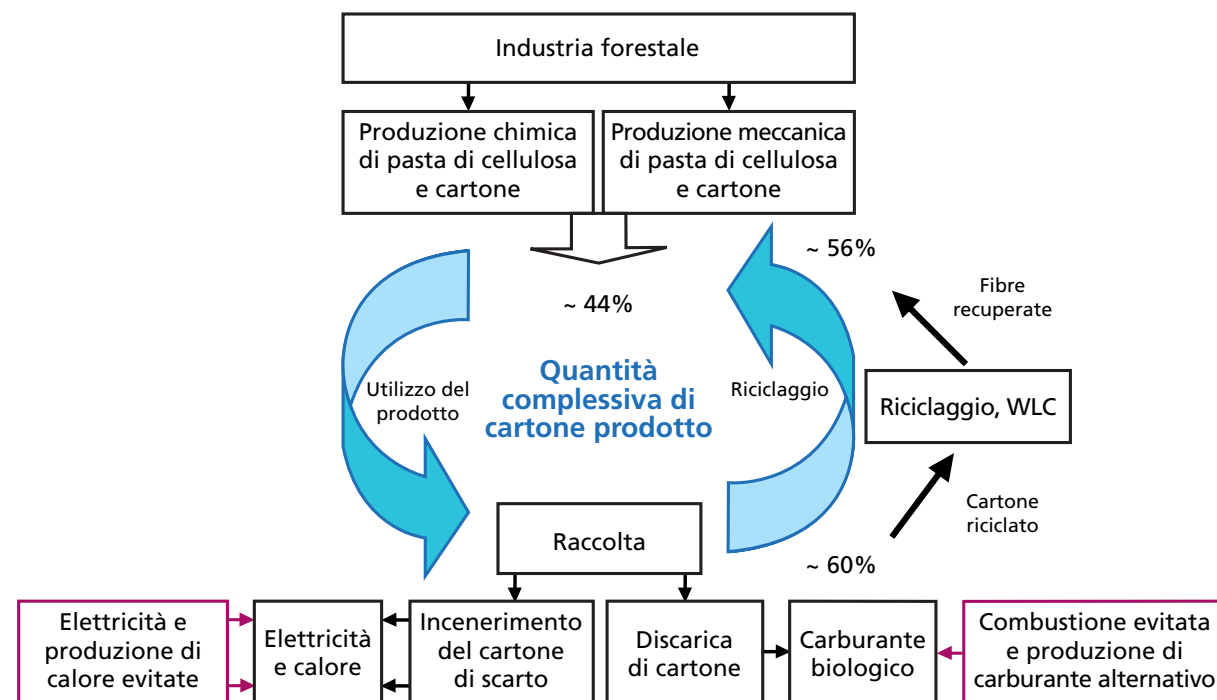 Industria forestale
Produzione chimica
di pasta di cellulosa
e cartone
Produzione meccanica
di pasta di cellulosa
e cartone
~ 56%
~ 44%
Fibre
recuperate
Quantità
complessiva di
cartone prodotto
Utilizzo del
prodotto
Riciclaggio
Riciclaggio, WLC
Cartone
riciclato
Raccolta
~ 60%
Elettricità e
produzione di
calore evitate
Elettricità
e calore
Incenerimento
del cartone
di scarto
Discarica
di cartone
Carburante
biologico
Combustione evitata
e produzione di
carburante alternativo